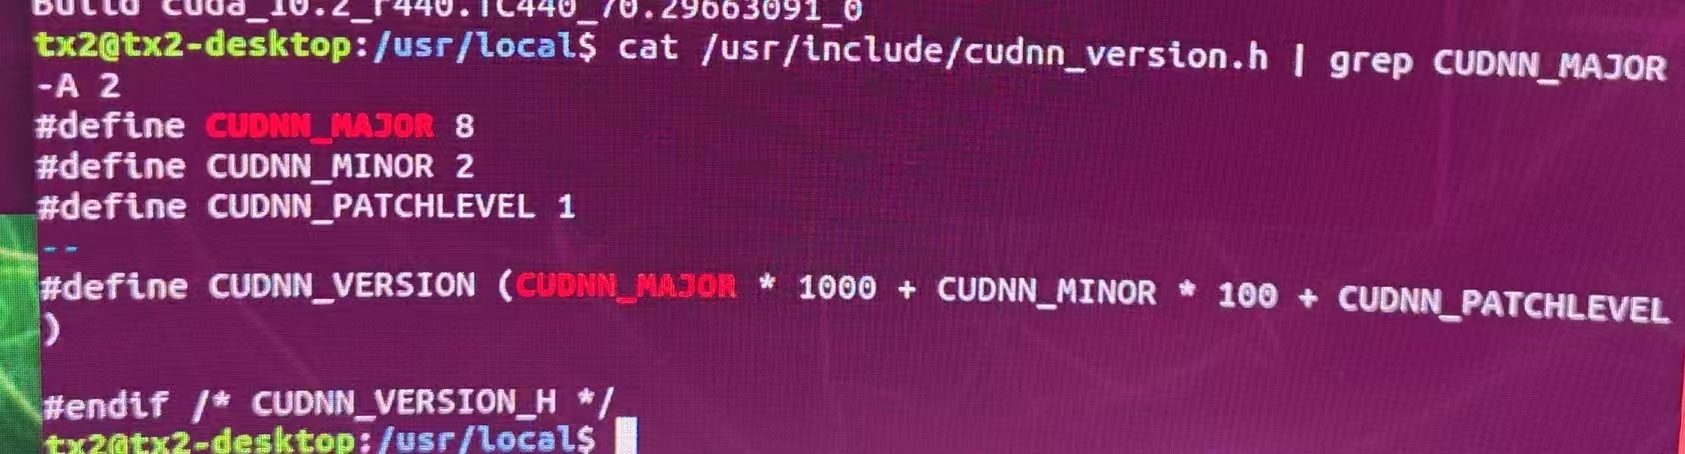 Build cuda_10.2_r440.TC440_70.29663091_0
tx2@tx2-desktop:/usr/local$ cat /usr/include/cudnn_version.h | grep CUDNN_MAJOR
-A 2
#define CUDNN_MAJOR 8
#define CUDNN_MINOR 2
#define CUDNN_PATCHLEVEL 1
--
#define CUDNN_VERSION (CUDNN_MAJOR * 1000 + CUDNN_MINOR * 100 + CUDNN_PATCHLEVEL
)
#endif /* CUDNN_VERSION_H */
tx2@tx2-desktop:/usr/local$